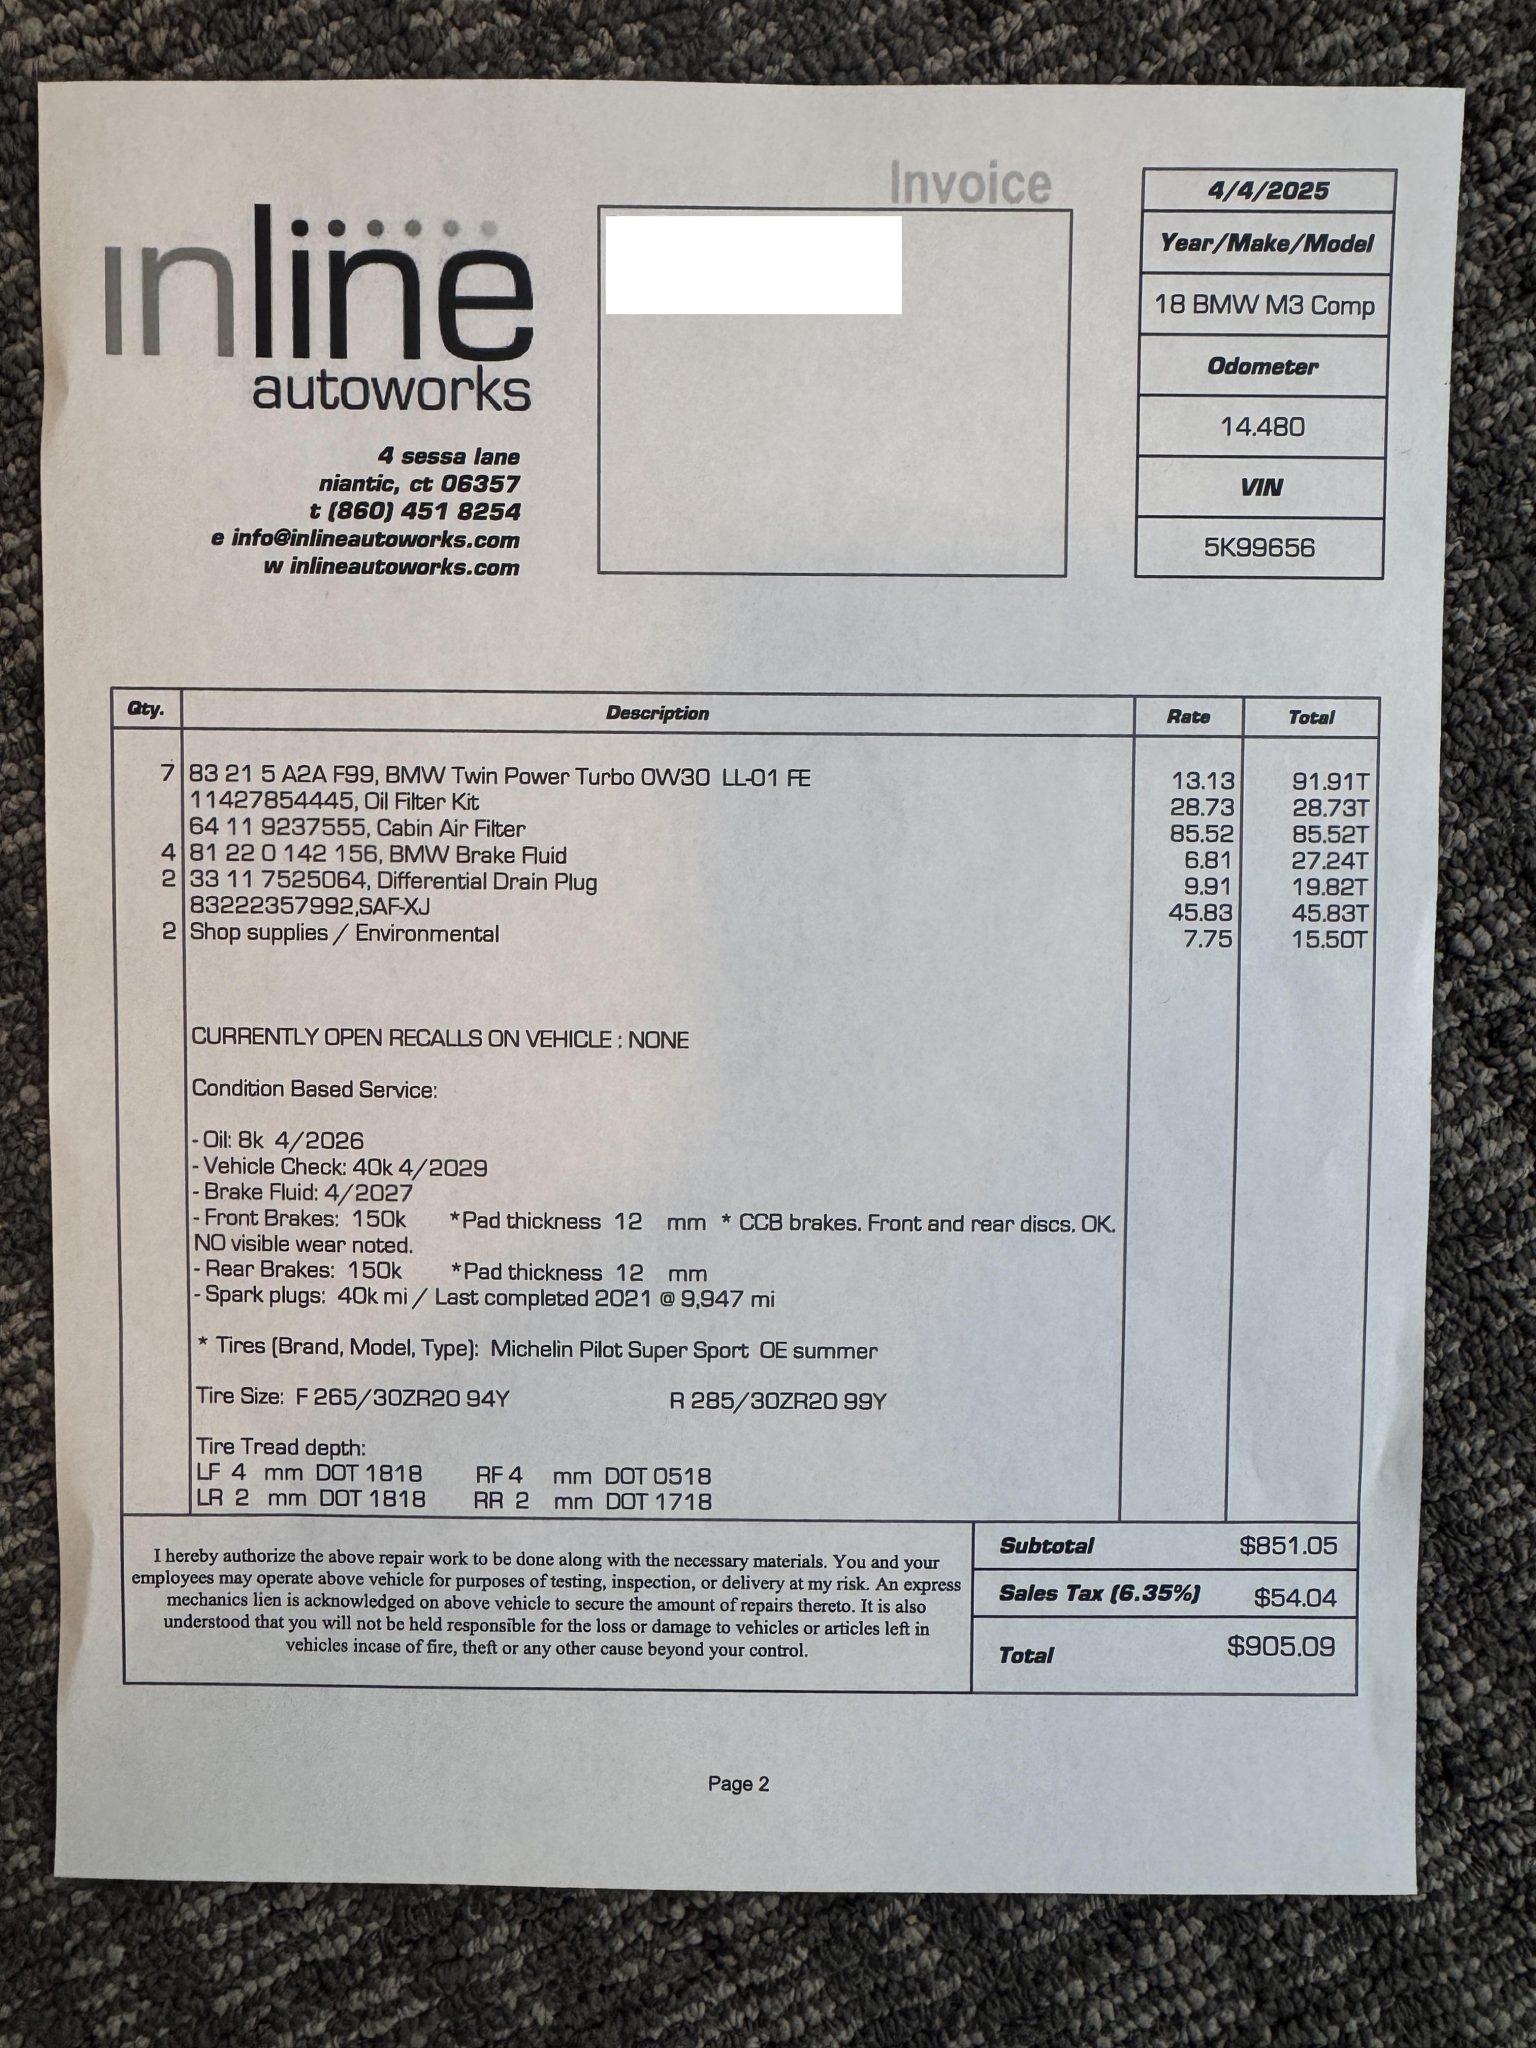 Invoice
inline
autoworks
4 sessa lane
niantic, ct 06357
t (860) 451 8254
e info@inlineautoworks.com
w inlineautoworks.com
4/4/2025
Year/Make/Model
18 BMW M3 Comp
Odometer
14.480
VIN
5K99656
Qty. Description Rate Total
7 83 21 5 A2A F99, BMW Twin Power Turbo 0W30 LL-01 FE 13.13 91.91T
11427854445, Oil Filter Kit 28.73 28.73T
64 11 9237555, Cabin Air Filter 85.52 85.52T
4 81 22 0 142 156, BMW Brake Fluid 6.81 27.24T
2 33 11 7525064, Differential Drain Plug 9.91 19.82T
83222357992,SAF-XJ 45.83 45.83T
2 Shop supplies / Environmental 7.75 15.50T
CURRENTLY OPEN RECALLS ON VEHICLE : NONE
Condition Based Service:
- Oil: 8k 4/2026
- Vehicle Check: 40k 4/2029
- Brake Fluid: 4/2027
- Front Brakes: 150k *Pad thickness 12 mm * CCB brakes. Front and rear discs. OK.
NO visible wear noted.
- Rear Brakes: 150k *Pad thickness 12 mm
- Spark plugs: 40k mi / Last completed 2021 @ 9,947 mi
* Tires (Brand, Model, Type): Michelin Pilot Super Sport OE summer
Tire Size: F 265/30ZR20 94Y R 285/30ZR20 99Y
Tire Tread depth:
LF 4 mm DOT 1818 RF 4 mm DOT 0518
LR 2 mm DOT 1818 RR 2 mm DOT 1718
I hereby authorize the above repair work to be done along with the necessary materials. You and your
employees may operate above vehicle for purposes of testing, inspection, or delivery at my risk. An express
mechanics lien is acknowledged on above vehicle to secure the amount of repairs thereto. It is also
understood that you will not be held responsible for the loss or damage to vehicles or articles left in
vehicles incase of fire, theft or any other cause beyond your control.
Subtotal $851.05
Sales Tax (6.35%) $54.04
Total $905.09
Page 2